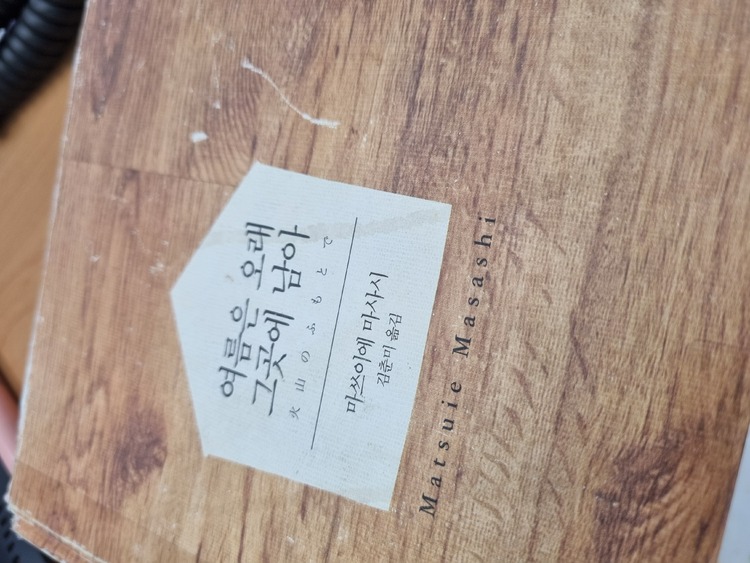 여름은 오래
그곳에 남아
火山のふもとで
마쓰이에 마사시
김춘미 옮김
Matsuie Masashi